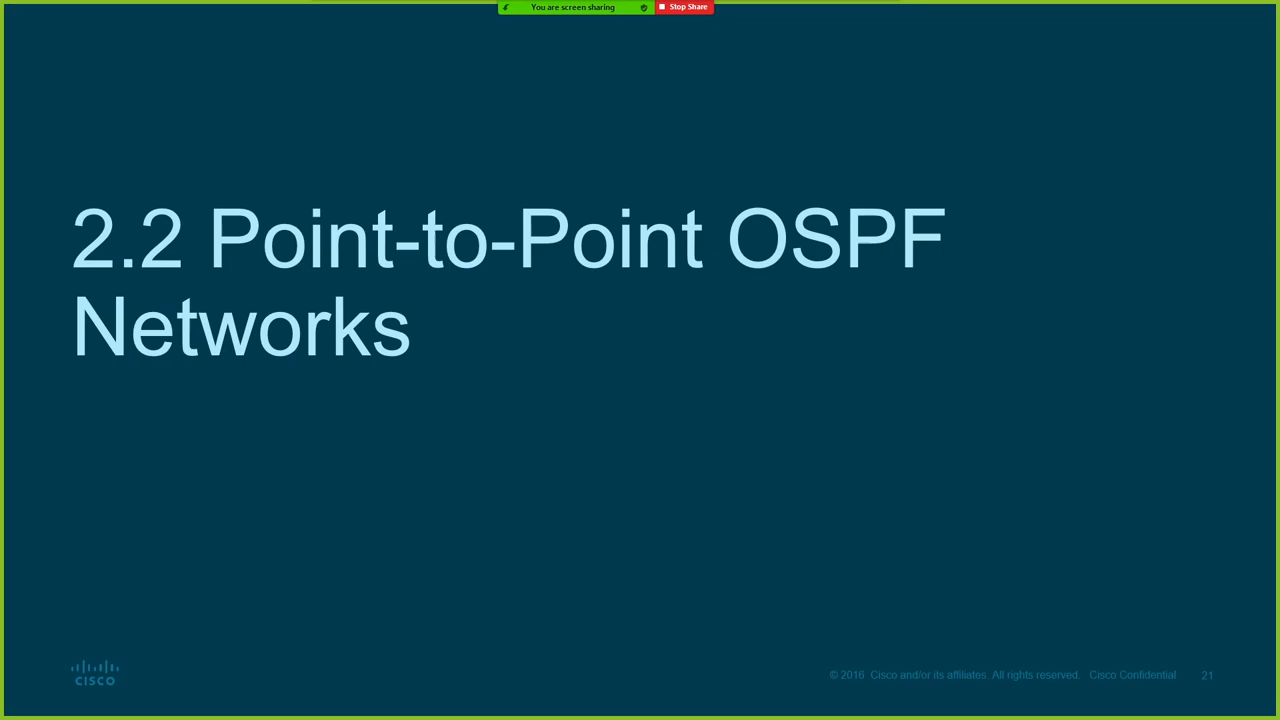 You are screen sharing
Stop Share
2.2 Point-to-Point OSPF
Networks
CISCO
© 2016 Cisco and/or its affiliates. All rights reserved. Cisco Confidential 21